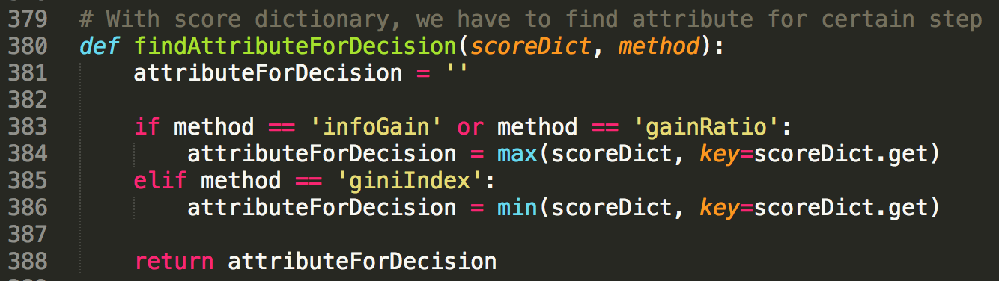 379 # With score dictionary, we have to find attribute for certain step
380 def findAttributeForDecision(scoreDict, method):
381     attributeForDecision = ''
382
383     if method == 'infoGain' or method == 'gainRatio':
384         attributeForDecision = max(scoreDict, key=scoreDict.get)
385     elif method == 'giniIndex':
386         attributeForDecision = min(scoreDict, key=scoreDict.get)
387
388     return attributeForDecision